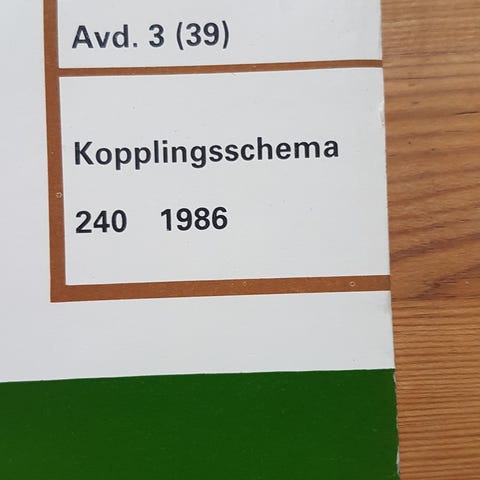 Avd. 3 (39)
Kopplingsschema
240 1986